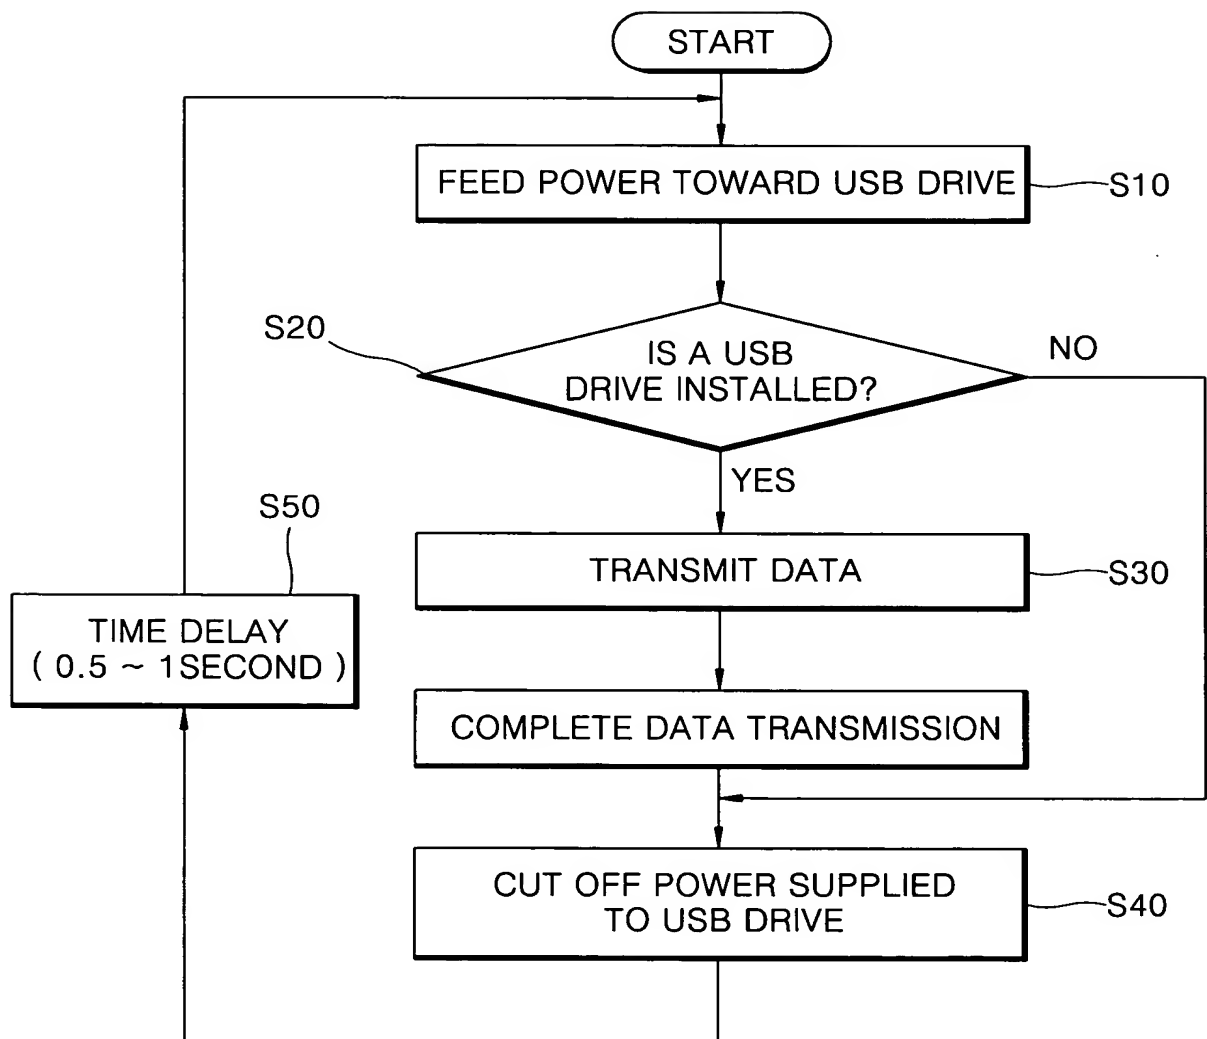 START
FEED POWER TOWARD USB DRIVE
S10
S20
IS A USB
DRIVE INSTALLED?
NO
YES
S50
TRANSMIT DATA
S30
TIME DELAY
( 0.5 ~ 1SECOND )
COMPLETE DATA TRANSMISSION
CUT OFF POWER SUPPLIED
TO USB DRIVE
S40